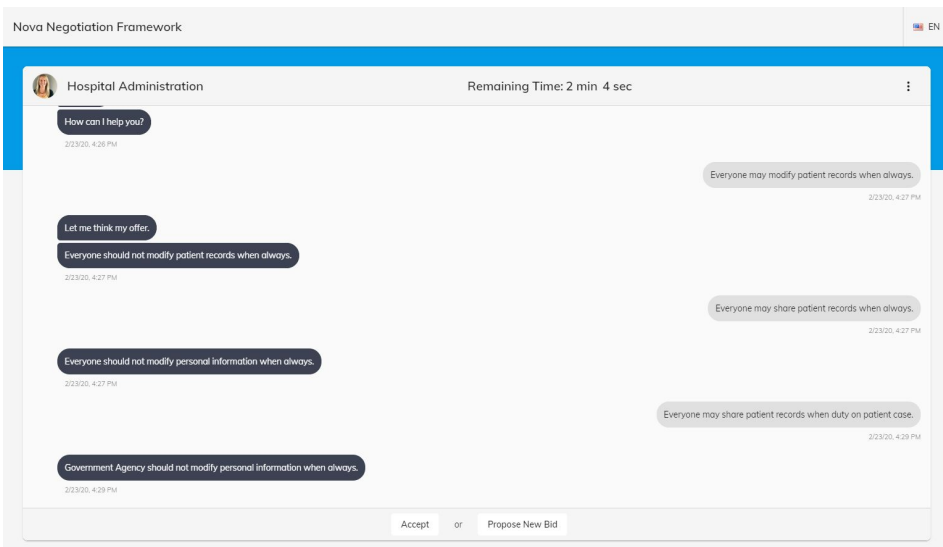 Nova Negotiation Framework
EN
Hospital Administration
Remaining Time: 2 min 4 sec
How can I help you?
2/23/20, 4:26 PM
Everyone may modify patient records when always.
2/23/20, 4:27 PM
Let me think my offer.
Everyone should not modify patient records when always.
2/23/20, 4:27 PM
Everyone may share patient records when always.
2/23/20, 4:27 PM
Everyone should not modify personal information when always.
2/23/20, 4:27 PM
Everyone may share patient records when duty on patient case.
2/23/20, 4:29 PM
Government Agency should not modify personal information when always.
2/23/20, 4:29 PM
Accept or Propose New Bid